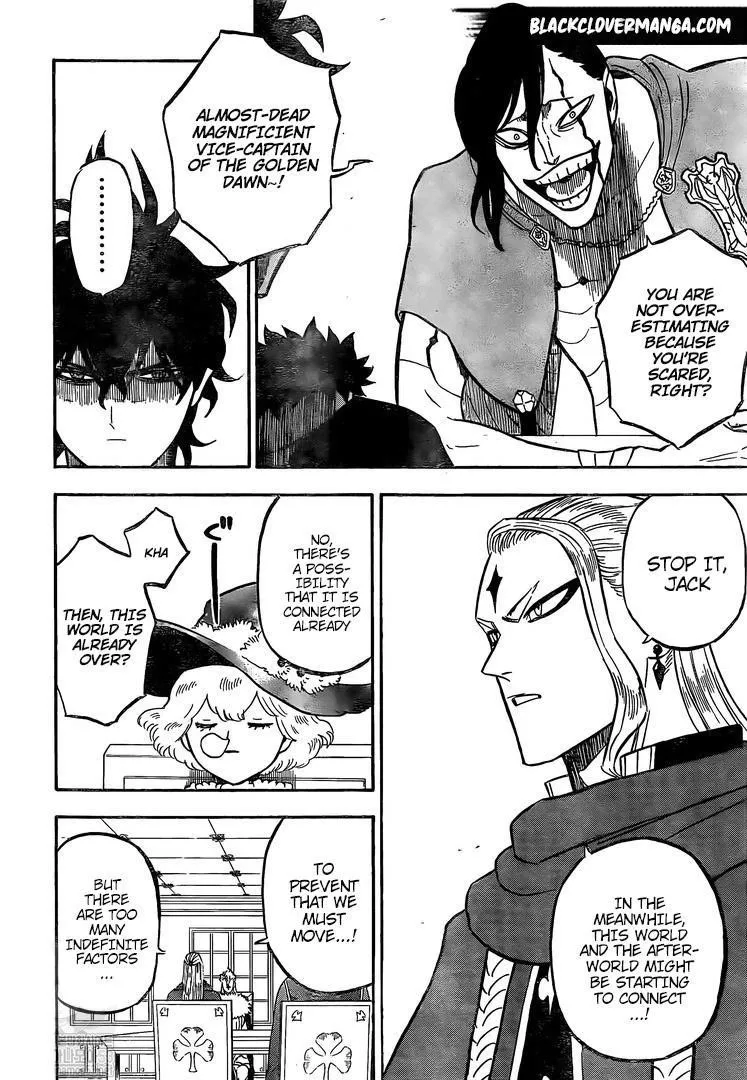 BLACKCLOVERMANGA.COM
YOU ARE
NOT OVER-
ESTIMATING
BECAUSE
YOU'RE
SCARED,
RIGHT?
ALMOST-DEAD
MAGNIFICIENT
VICE-CAPTAIN
OF THE GOLDEN
DAWN~!
..........
STOP IT,
JACK
IN THE
MEANWHILE,
THIS WORLD
AND THE AFTER-
WORLD MIGHT
BE STARTING
TO CONNECT
...!
NO,
THERE'S
A POSS-
IBILITY
THAT IT IS
CONNECTED
ALREADY
KHA
THEN, THIS
WORLD IS
ALREADY
OVER?
TO
PREVENT
THAT WE
MUST
MOVE...!
BUT
THERE
ARE TOO
MANY
INDEFINITE
FACTORS
...